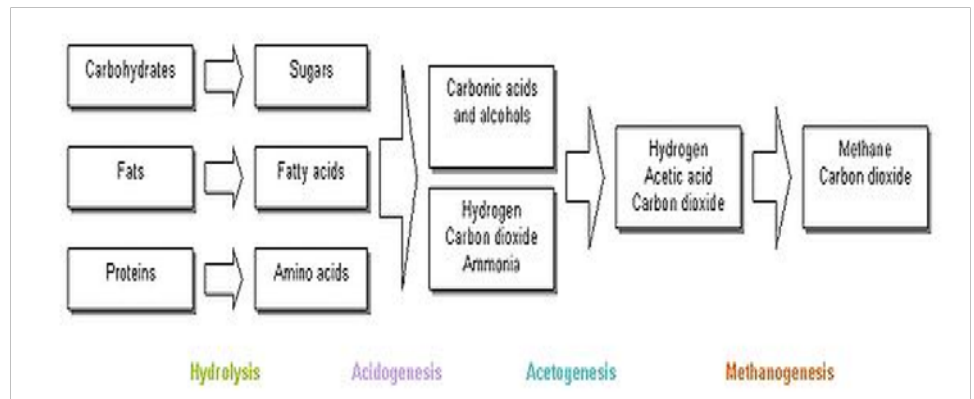 Carbohydrates
Sugars
Fats
Fatty acids
Proteins
Amino acids
Carbonic acids
and alcohols
Hydrogen
Carbon dioxide
Ammonia
Hydrogen
Acetic acid
Carbon dioxide
Methane
Carbon dioxide
Hydrolysis
Acidogenesis
Acetogenesis
Methanogenesis